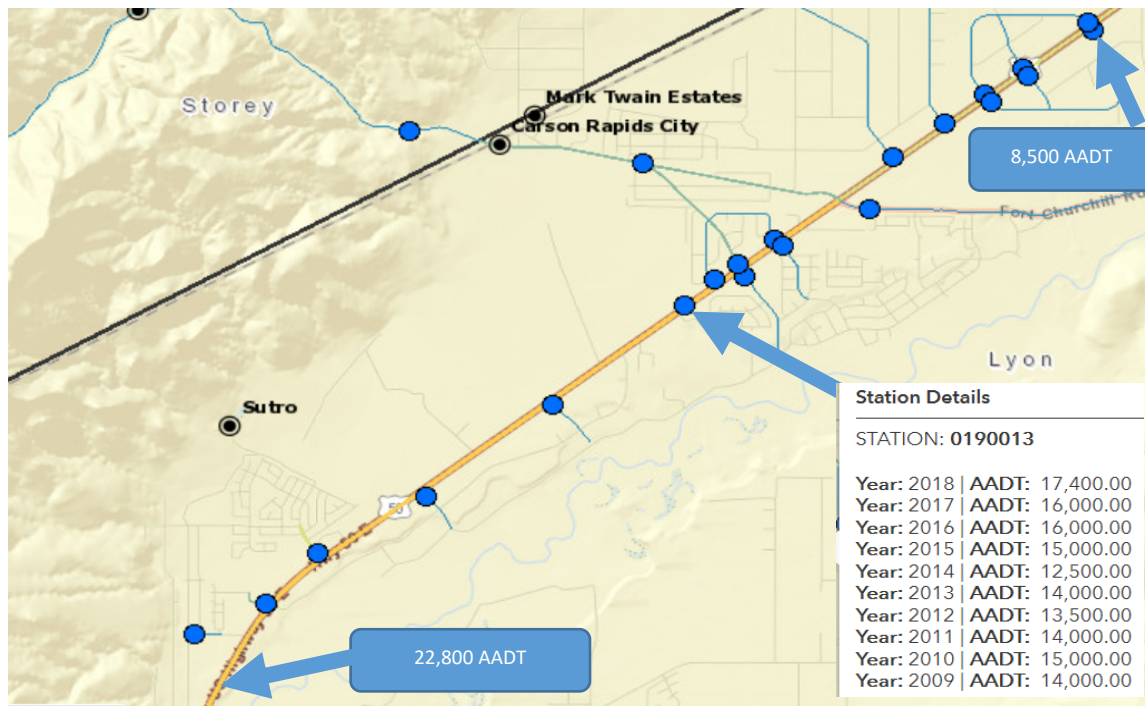 Storey
Mark Twain Estates
Carson Rapids City
8,500 AADT
Fort Churchill
Lyon
Sutro
50
22,800 AADT
Station Details
STATION: 0190013
Year: 2018 | AADT: 17,400.00
Year: 2017 | AADT: 16,000.00
Year: 2016 | AADT: 16,000.00
Year: 2015 | AADT: 15,000.00
Year: 2014 | AADT: 12,500.00
Year: 2013 | AADT: 14,000.00
Year: 2012 | AADT: 13,500.00
Year: 2011 | AADT: 14,000.00
Year: 2010 | AADT: 15,000.00
Year: 2009 | AADT: 14,000.00